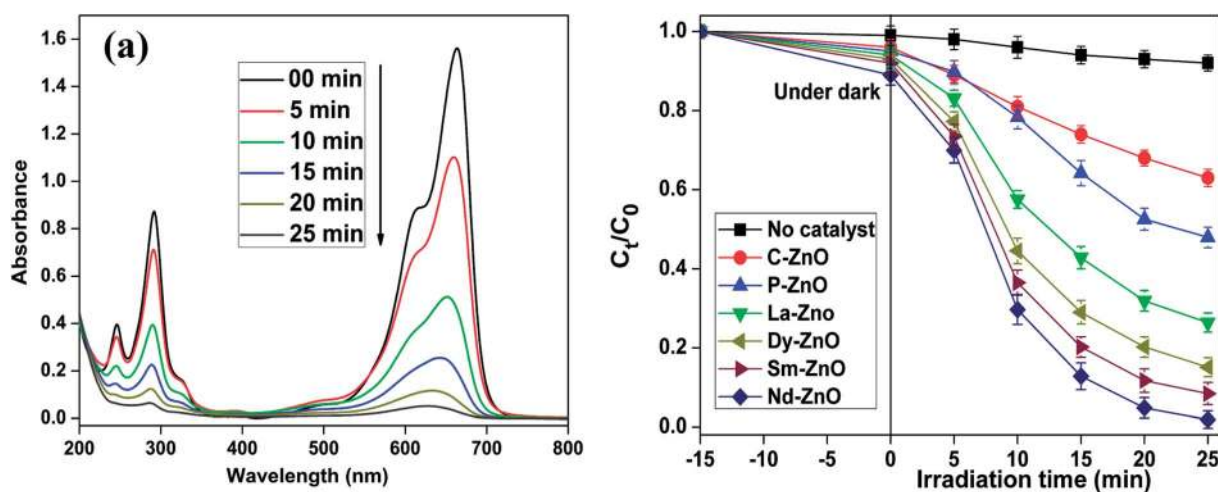 (a)
00 min
5 min
10 min
15 min
20 min
25 min
Absorbance
1.6
1.4
1.2
1.0
0.8
0.6
0.4
0.2
0.0
200 300 400 500 600 700 800
Wavelength (nm)
Under dark
No catalyst
C-ZnO
P-ZnO
La-Zno
Dy-ZnO
Sm-ZnO
Nd-ZnO
Ct/C0
1.0
0.8
0.6
0.4
0.2
0.0
-15 -10 -5 0 5 10 15 20 25
Irradiation time (min)